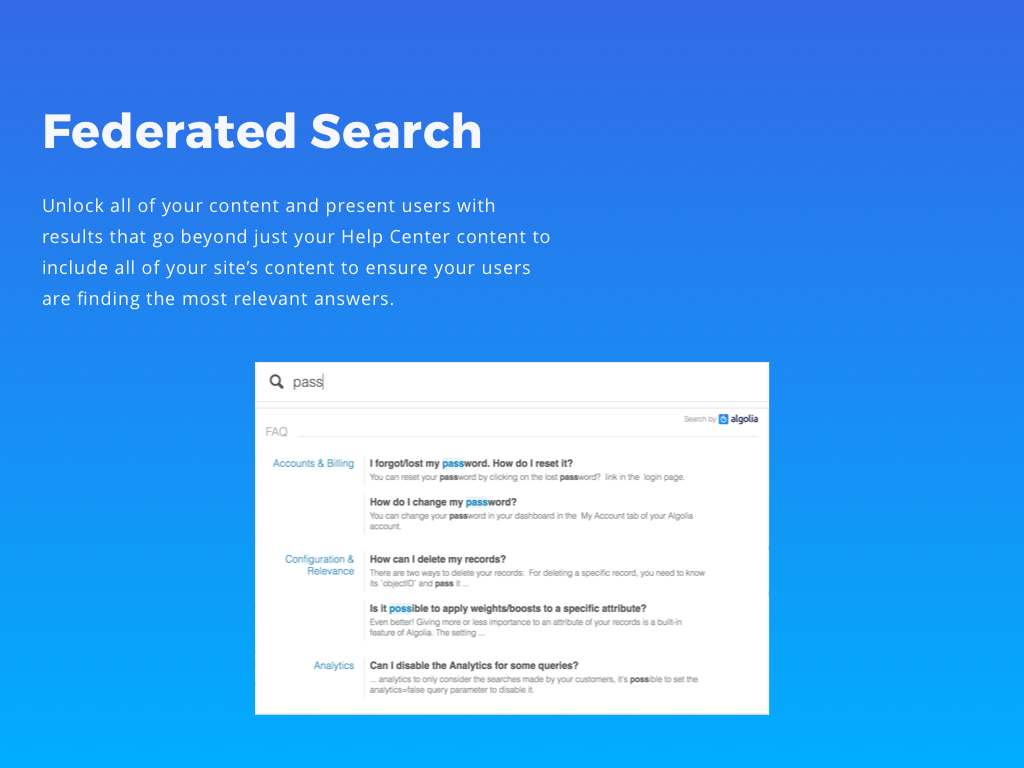 Federated Search
Unlock all of your content and present users with
results that go beyond just your Help Center content to
include all of your site’s content to ensure your users
are finding the most relevant answers.
pass
Search by algolia
FAQ
Accounts & Billing
I forgot/lost my password. How do I reset it?
You can reset your password by clicking on the lost password? link in the login page.
How do I change my password?
You can change your password in your dashboard in the My Account tab of your Algolia
account.
Configuration &
Relevance
How can I delete my records?
There are two ways to delete your records: For deleting a specific record, you need to know
its `objectID` and pass it ...
Is it possible to apply weights/boosts to a specific attribute?
Even better! Giving more or less importance to an attribute of your records is a built-in
feature of Algolia. The setting ...
Analytics
Can I disable the Analytics for some queries?
... analytics to only consider the searches made by your customers, it's possible to set the
analytics=false query parameter to disable it.